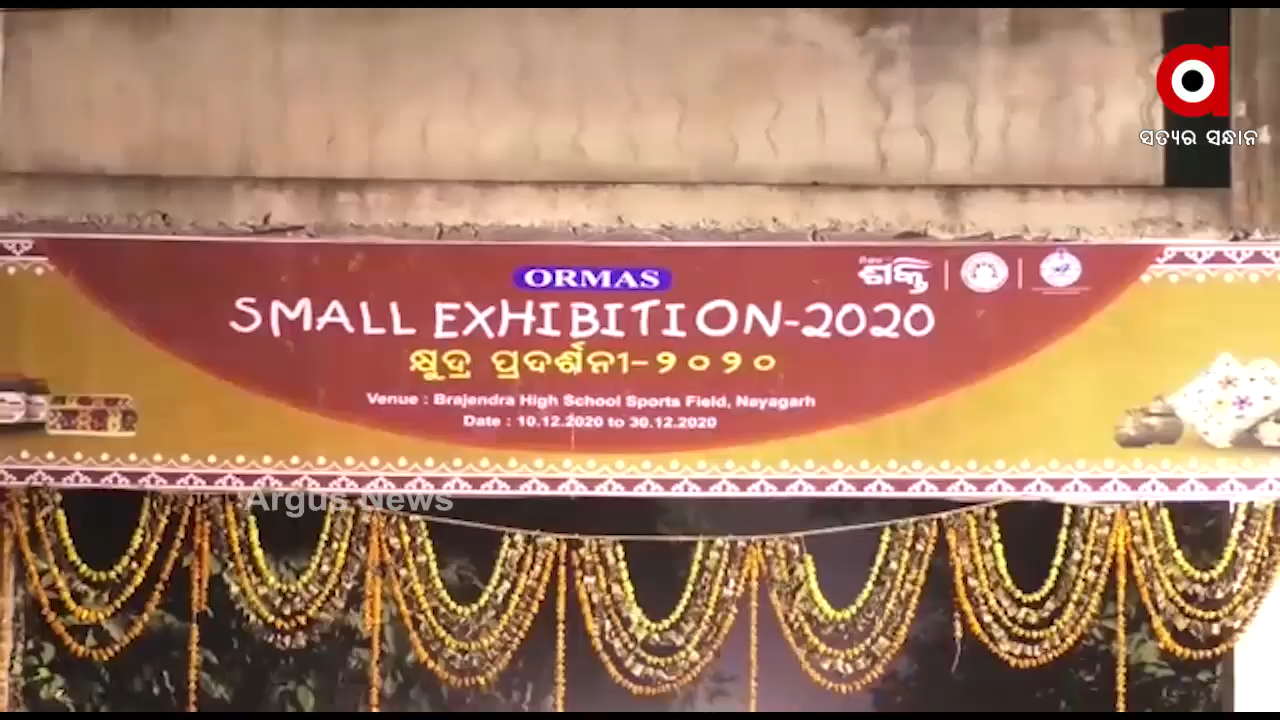 ସତ୍ୟର ସନ୍ଧାନ
ORMAS
ଶକ୍ତି
SMALL EXHIBITION-2020
କ୍ଷୁଦ୍ର ପ୍ରଦର୍ଶନୀ-୨୦୨୦
Venue : Brajendra High School Sports Field, Nayagarh
Date : 10.12.2020 to 30.12.2020
Argus News